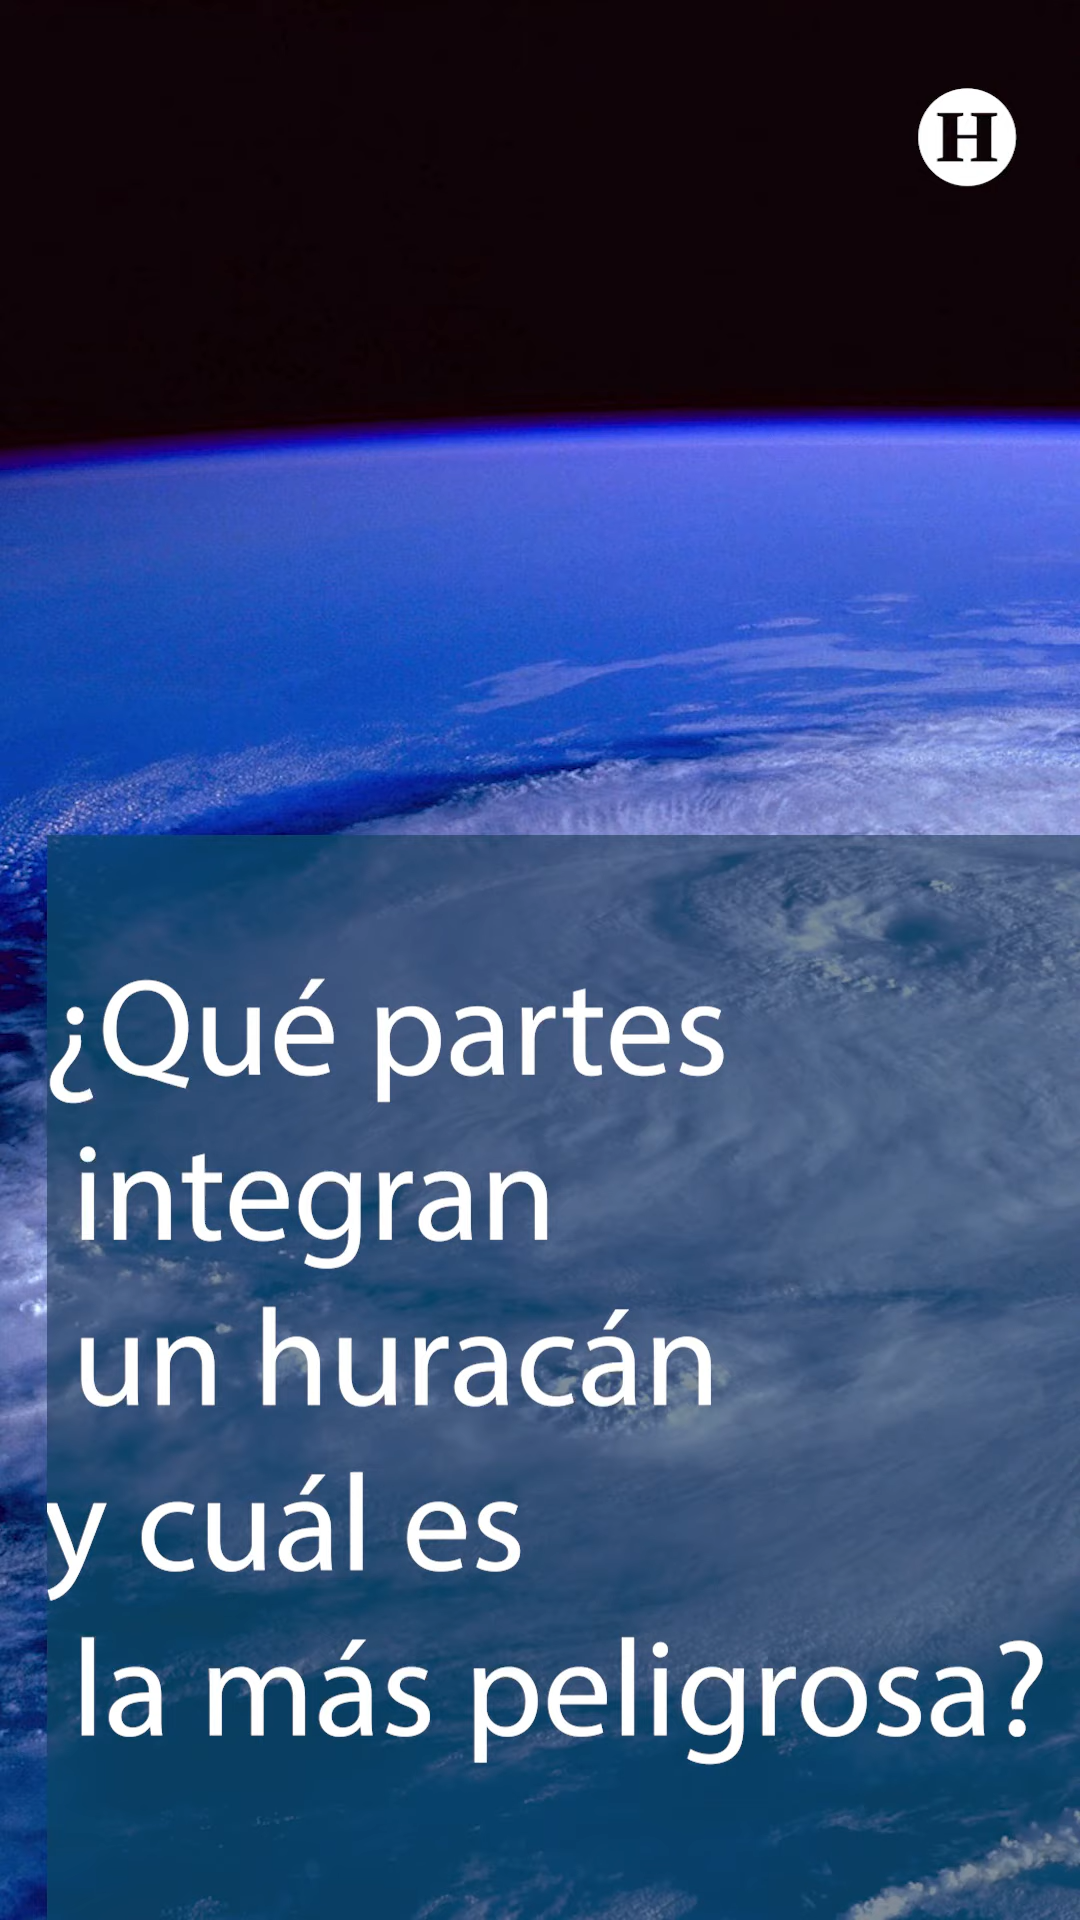 H
¿Qué partes
integran
un huracán
y cuál es
la más peligrosa?